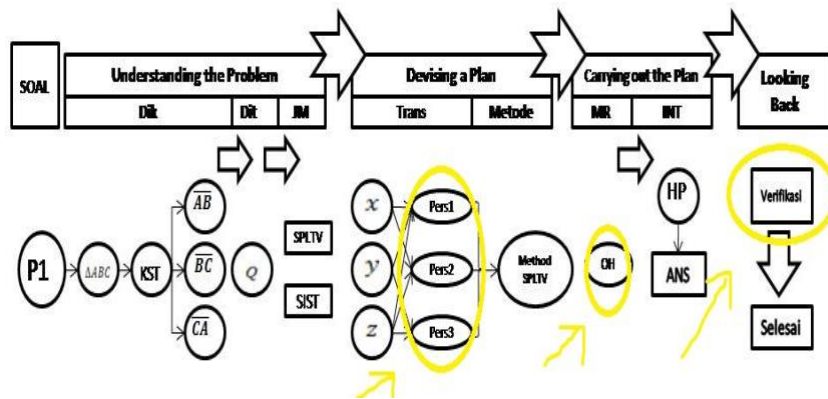 SOAL
Understanding the Problem
Devising a Plan
Carrying out the Plan
Looking
Back
Dik
Dit
JM
Trans
Metode
MR
INT
P1
ΔABC
KST
AB
BC
CA
Q
SPLTV
SIST
x
y
z
Pers1
Pers2
Pers3
Method
SPLTV
OH
HP
ANS
Verifikasi
Selesai